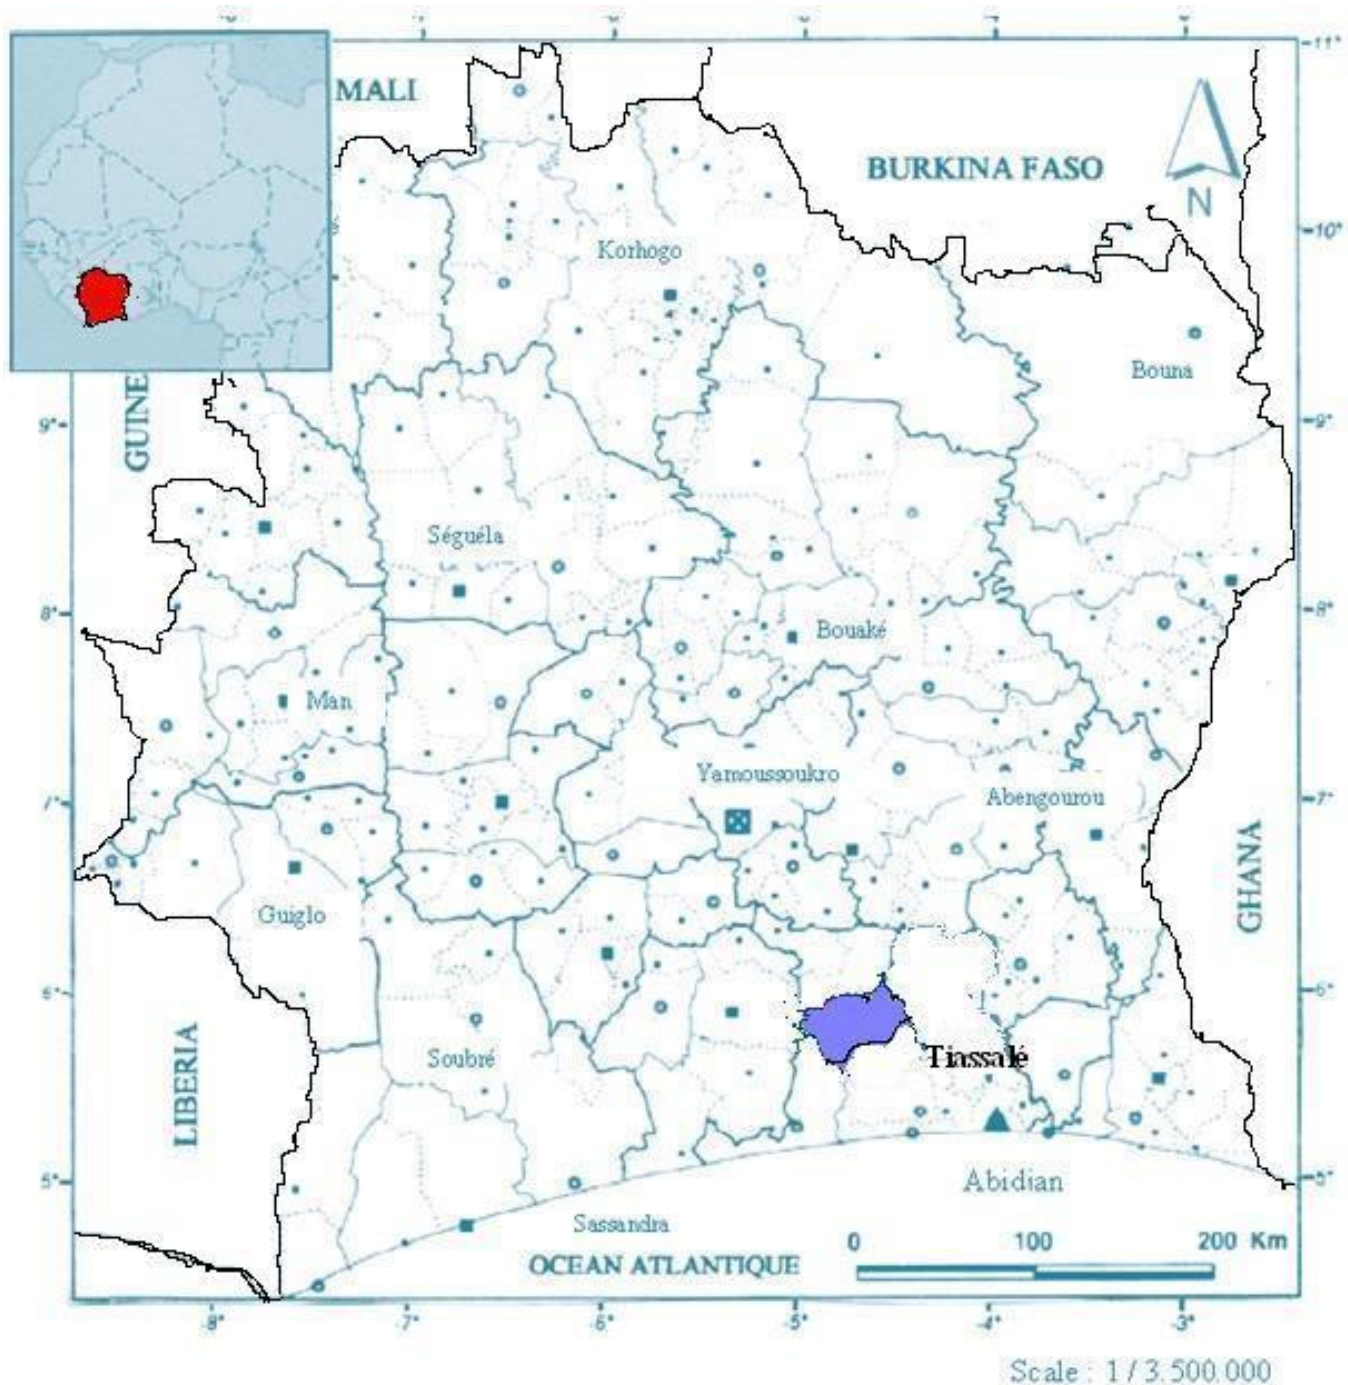 MALI
BURKINA FASO
N
11°
10°
Korhogo
Bouna
GUNE
9°
9°
Séguéla
8°
8°
Bouaké
Man
Yamoussoukro
Abengourou
7°
7°
GHANA
Guiglo
6°
6°
Soubré
Tiassalé
LIBERIA
5°
5°
Abidian
Sassandra
0 100 200 Km
OCEAN ATLANTIQUE
-8° -7° -6° -5° -4° -3°
Scale : 1 / 3.500.000